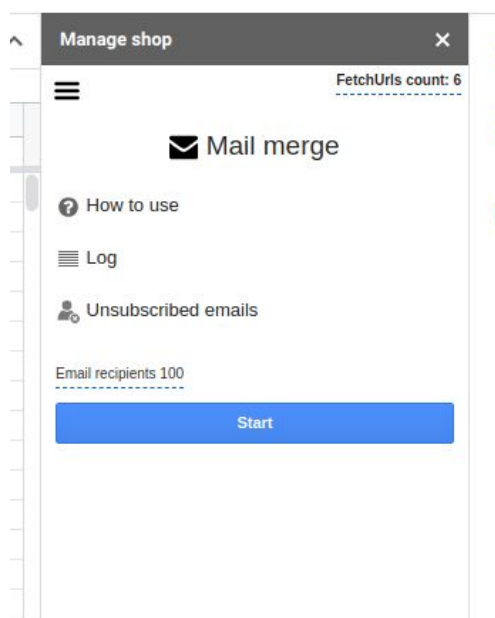 Manage shop
FetchUrls count: 6
Mail merge
How to use
Log
Unsubscribed emails
Email recipients 100
Start